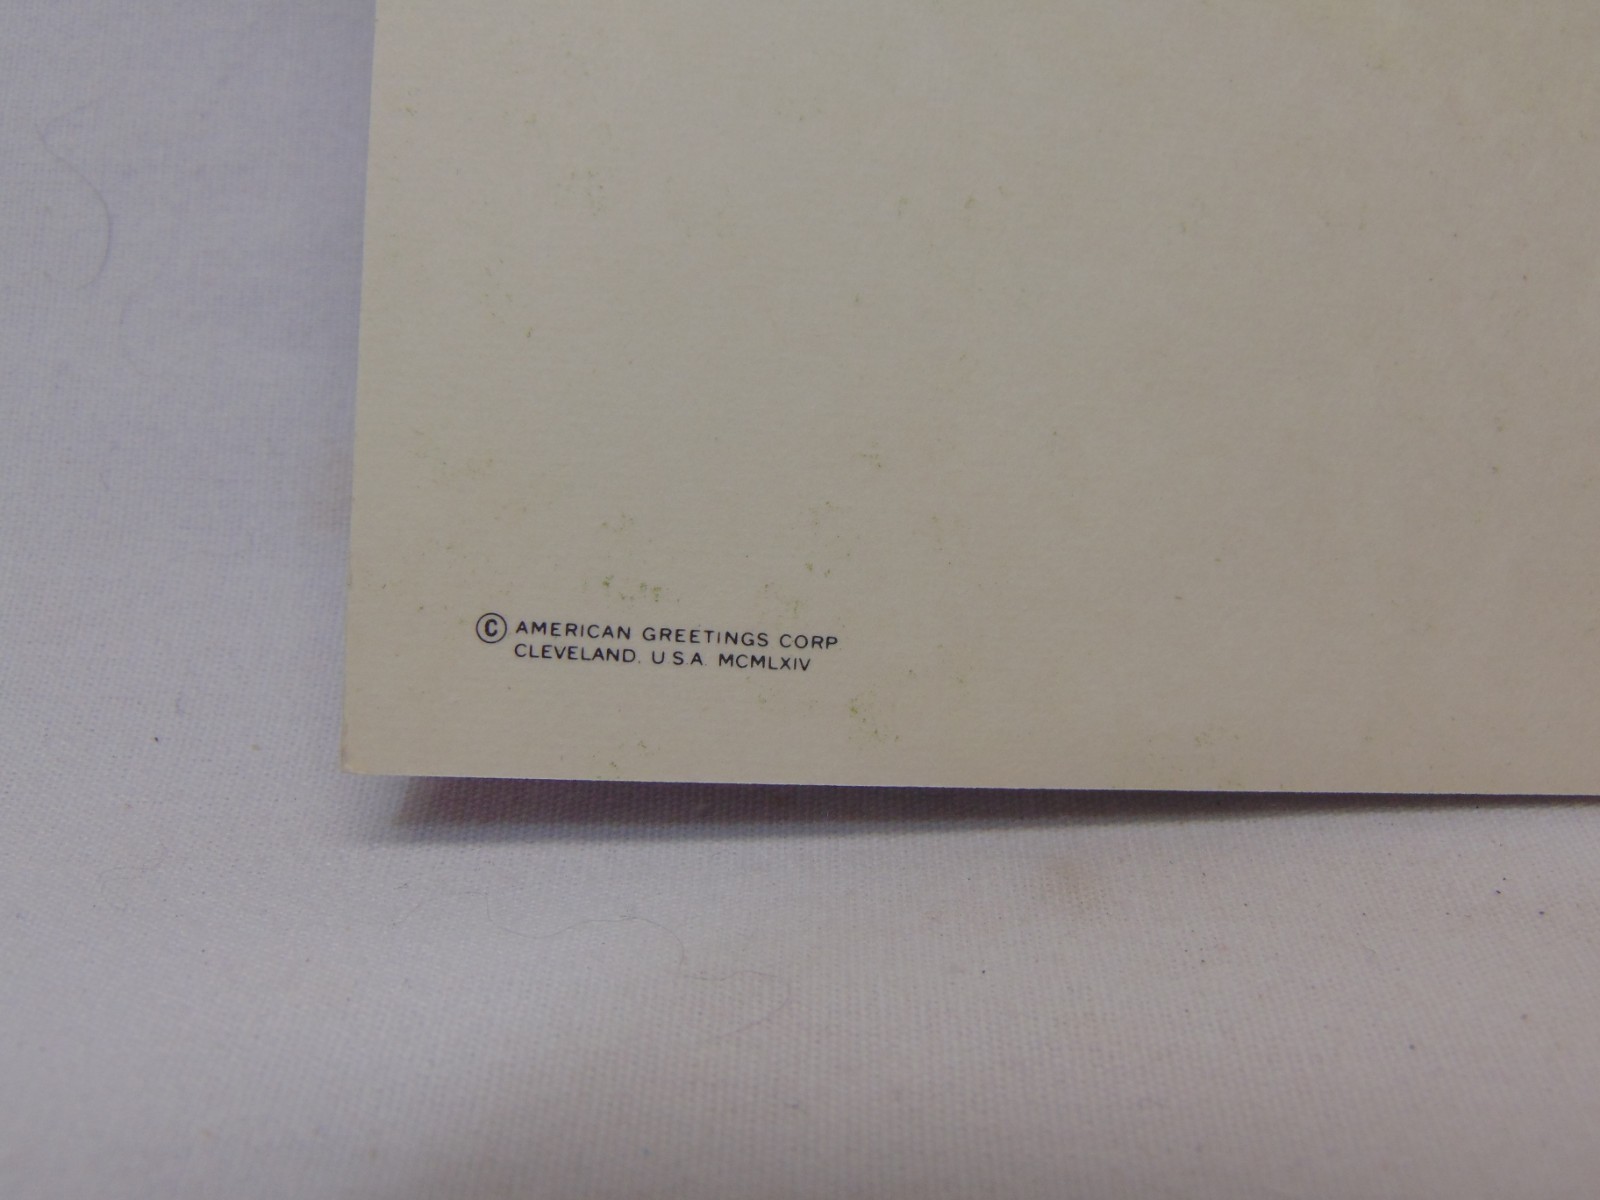 © AMERICAN GREETINGS CORP.
CLEVELAND, U.S.A. MCMLXIV